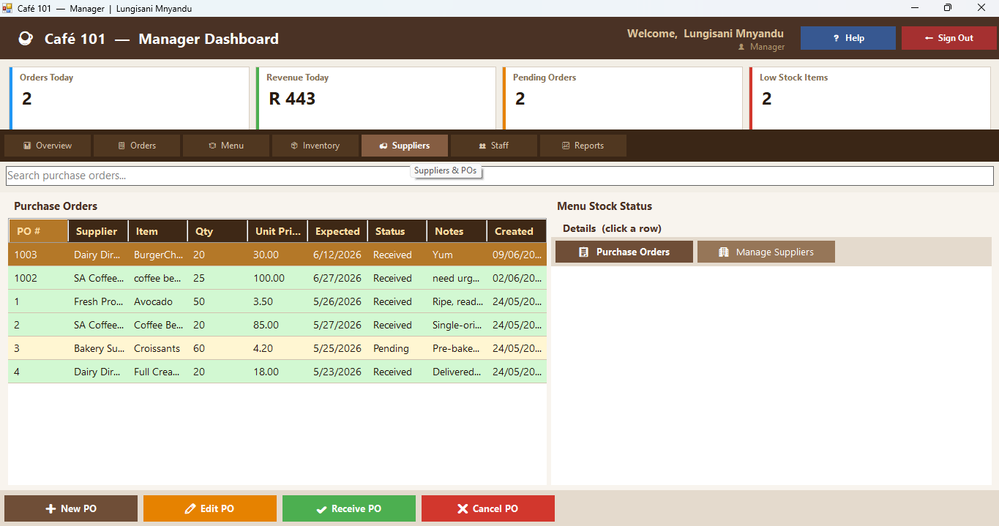 Café 101 — Manager | Lungisani Mnyandu
Café 101 — Manager Dashboard
Welcome, Lungisani Mnyandu
Manager
? Help
← Sign Out
Orders Today
2
Revenue Today
R 443
Pending Orders
2
Low Stock Items
2
Overview
Orders
Menu
Inventory
Suppliers
Staff
Reports
Suppliers & POs
Search purchase orders...
Purchase Orders
PO # Supplier Item Qty Unit Pri... Expected Status Notes Created
1003 Dairy Dir... BurgerCh... 20 30.00 6/12/2026 Received Yum 09/06/20...
1002 SA Coffee... coffee be... 25 100.00 6/27/2026 Received need urg... 02/06/20...
1 Fresh Pro... Avocado 50 3.50 5/26/2026 Received Ripe, read... 24/05/20...
2 SA Coffee... Coffee Be... 20 85.00 5/27/2026 Received Single-ori... 24/05/20...
3 Bakery Su... Croissants 60 4.20 5/25/2026 Pending Pre-bake... 24/05/20...
4 Dairy Dir... Full Crea... 20 18.00 5/23/2026 Received Delivered... 24/05/20...
Menu Stock Status
Details (click a row)
Purchase Orders
Manage Suppliers
New PO
Edit PO
Receive PO
Cancel PO